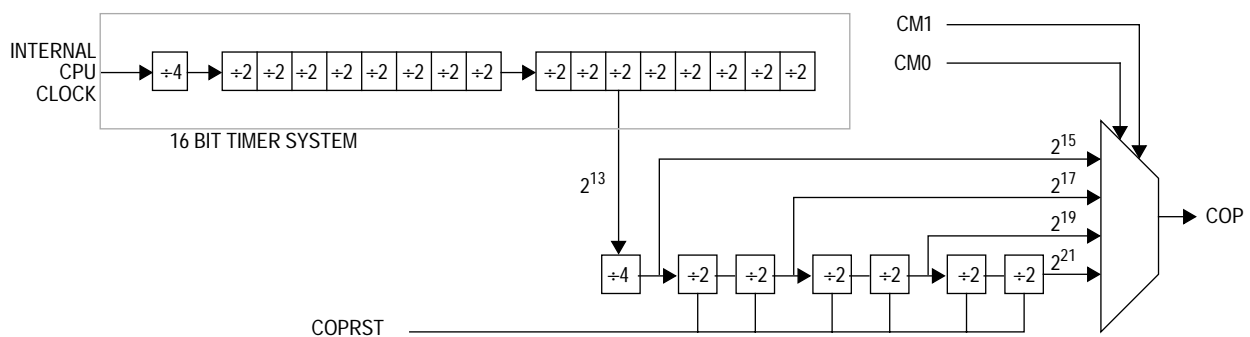 INTERNAL
CPU
CLOCK
÷4
÷2 ÷2 ÷2 ÷2 ÷2 ÷2 ÷2 ÷2
÷2 ÷2 ÷2 ÷2 ÷2 ÷2 ÷2 ÷2
16 BIT TIMER SYSTEM
CM1
CM0
2^13
2^15
2^17
2^19
2^21
COP
÷4 ÷2 ÷2 ÷2 ÷2 ÷2 ÷2
COPRST